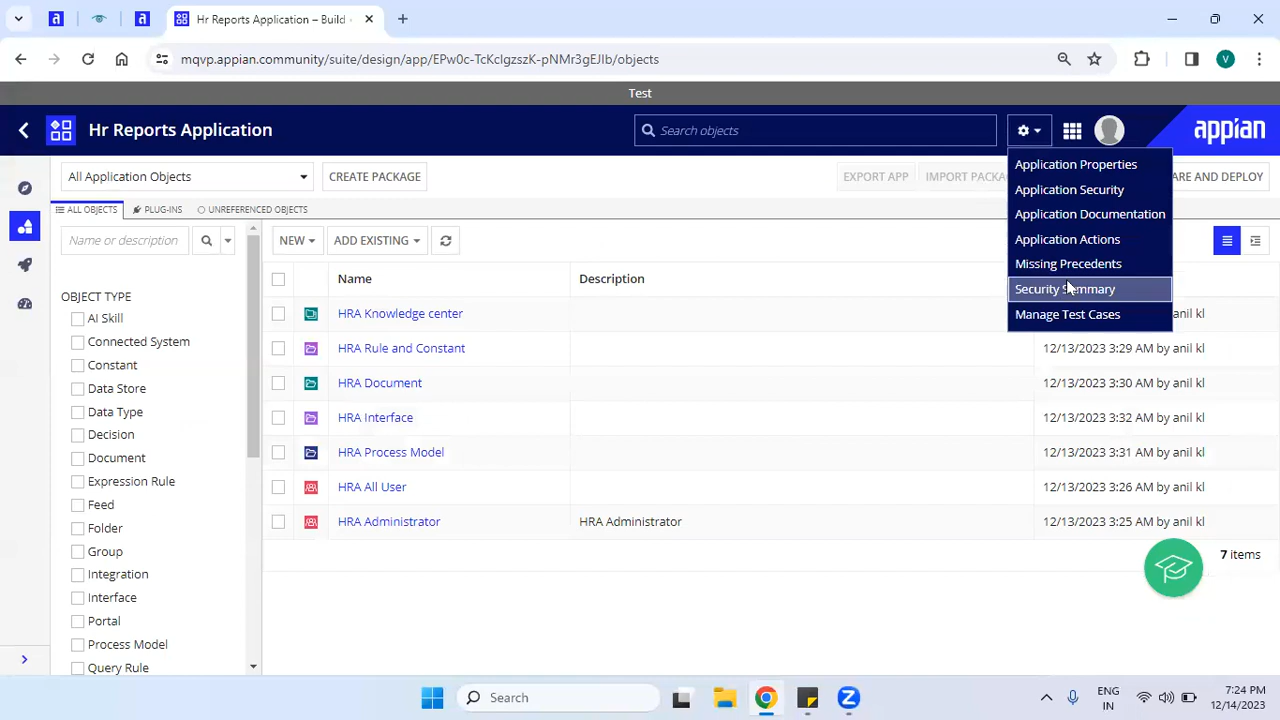 Hr Reports Application – Build
mqvp.appian.community/suite/design/app/EPw0c-TcKcIgzszK-pNMr3gEJIb/objects
V
Test
Hr Reports Application
Search objects
appian
All Application Objects
CREATE PACKAGE
EXPORT APP
IMPORT PACKA
ARE AND DEPLOY
Application Properties
Application Security
Application Documentation
Application Actions
Missing Precedents
Security Summary
Manage Test Cases
ALL OBJECTS
PLUG-INS
UNREFERENCED OBJECTS
Name or description
NEW
ADD EXISTING
OBJECT TYPE
AI Skill
Connected System
Constant
Data Store
Data Type
Decision
Document
Expression Rule
Feed
Folder
Group
Integration
Interface
Portal
Process Model
Query Rule
Name
Description
HRA Knowledge center
kl
HRA Rule and Constant
12/13/2023 3:29 AM by anil kl
HRA Document
12/13/2023 3:30 AM by anil kl
HRA Interface
12/13/2023 3:32 AM by anil kl
HRA Process Model
12/13/2023 3:31 AM by anil kl
HRA All User
12/13/2023 3:26 AM by anil kl
HRA Administrator
HRA Administrator
12/13/2023 3:25 AM by anil kl
7 items
Search
ENG
IN
7:24 PM
12/14/2023